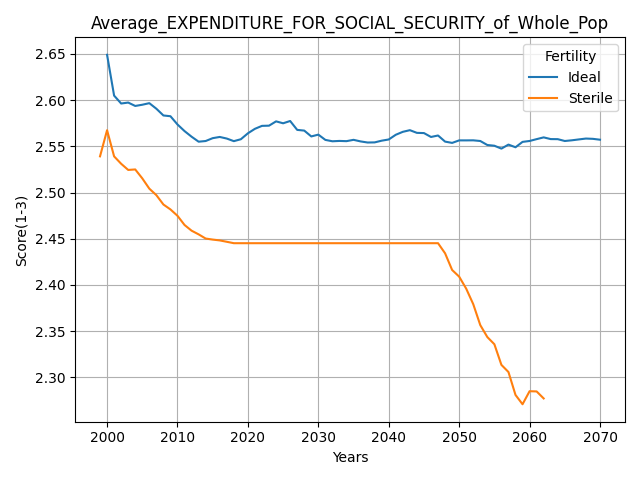 Average_EXPENDITURE_FOR_SOCIAL_SECURITY_of_Whole_Pop
Fertility
Ideal
Sterile
Score(1-3)
2.65
2.60
2.55
2.50
2.45
2.40
2.35
2.30
2000 2010 2020 2030 2040 2050 2060 2070
Years